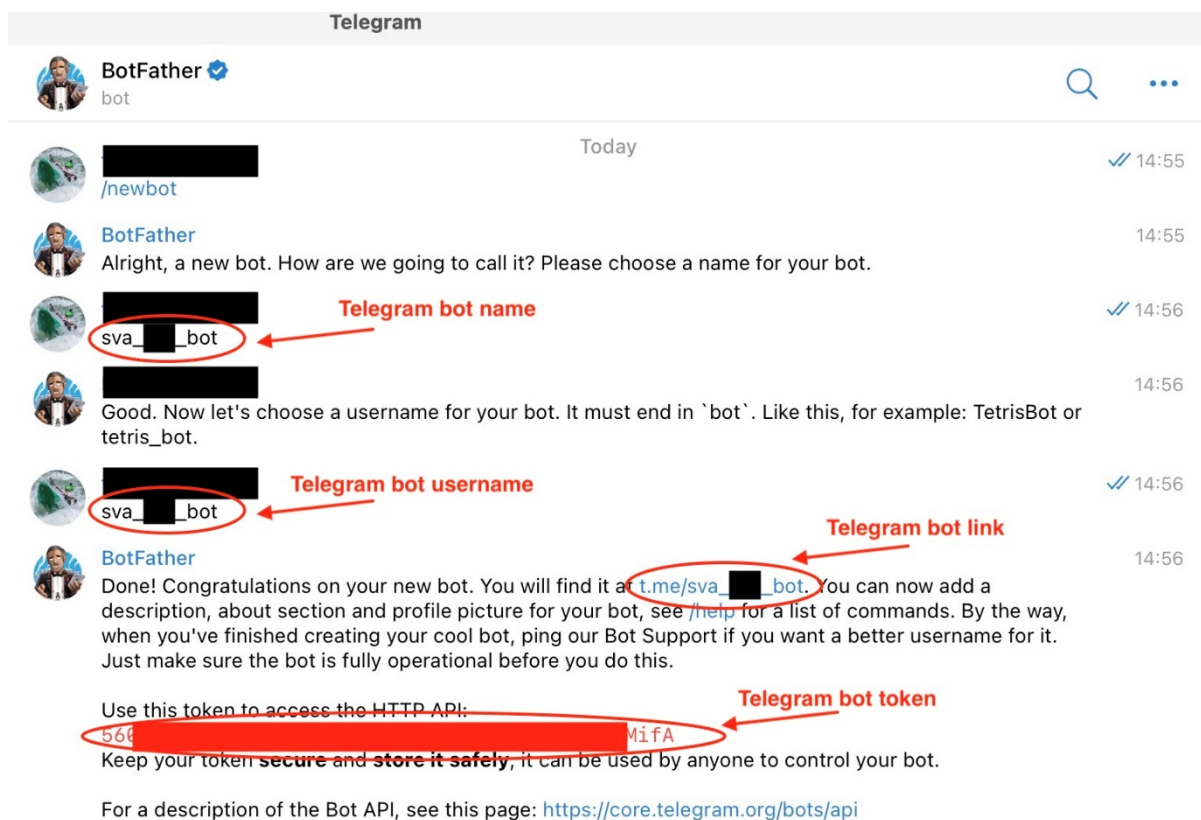 Telegram
BotFather
bot
Today
14:55
/newbot
BotFather
14:55
Alright, a new bot. How are we going to call it? Please choose a name for your bot.
Telegram bot name
14:56
sva_ _bot
14:56
Good. Now let's choose a username for your bot. It must end in `bot`. Like this, for example: TetrisBot or
tetris_bot.
Telegram bot username
14:56
sva_ _bot
Telegram bot link
BotFather
14:56
Done! Congratulations on your new bot. You will find it at t.me/sva_ _bot. You can now add a
description, about section and profile picture for your bot, see /help for a list of commands. By the way,
when you've finished creating your cool bot, ping our Bot Support if you want a better username for it.
Just make sure the bot is fully operational before you do this.
Telegram bot token
Use this token to access the HTTP API:
560 MifA
Keep your token secure and store it safely, it can be used by anyone to control your bot.
For a description of the Bot API, see this page: https://core.telegram.org/bots/api